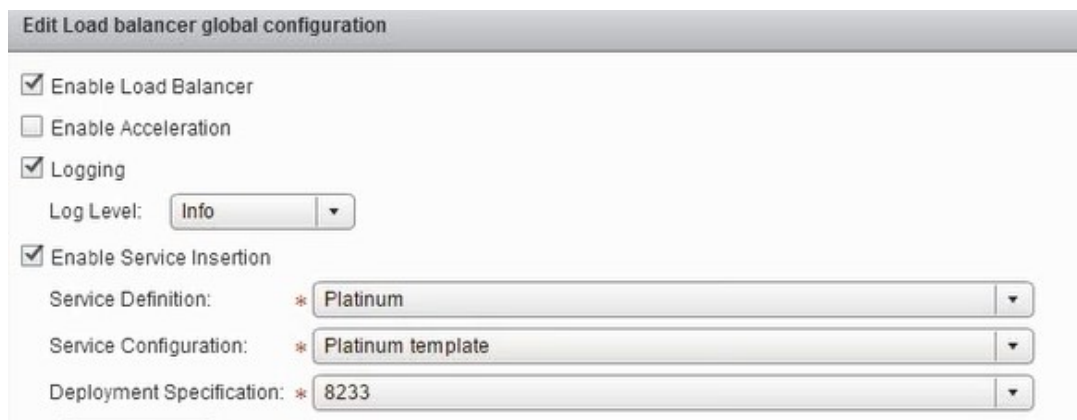 Edit Load balancer global configuration
Enable Load Balancer
Enable Acceleration
Logging
Log Level: Info
Enable Service Insertion
Service Definition: * Platinum
Service Configuration: * Platinum template
Deployment Specification: * 8233